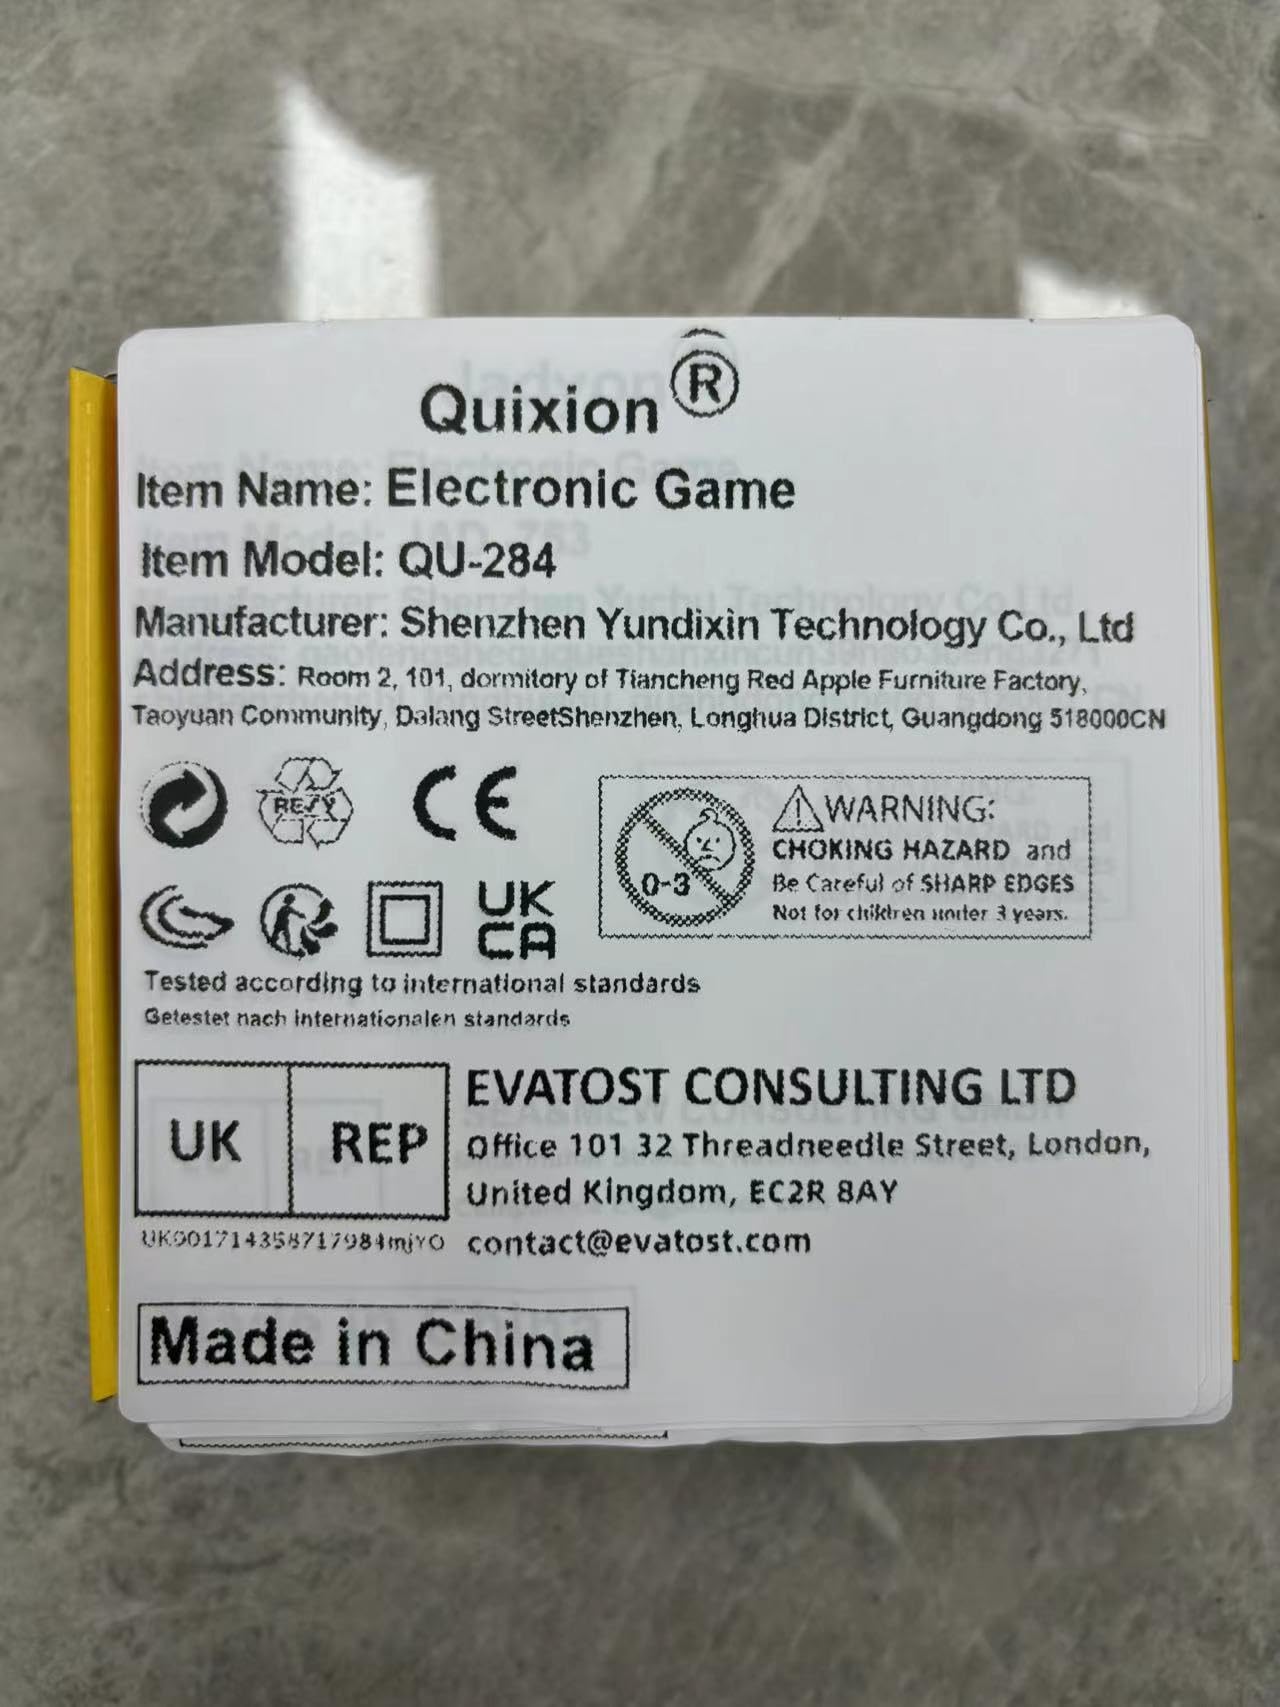 Quixion®
Item Name: Electronic Game
Item Model: QU-284
Manufacturer: Shenzhen Yundixin Technology Co., Ltd
Address: Room 2, 101, dormitory of Tiancheng Red Apple Furniture Factory,
Taoyuan Community, Dalang StreetShenzhen, Longhua District, Guangdong 518000CN
CE
UK
CA
0-3
WARNING:
CHOKING HAZARD and
Be Careful of SHARP EDGES
Not for children under 3 years.
Tested according to international standards
Getestet nach internationalen standards
UK REP
EVATOST CONSULTING LTD
Office 101 32 Threadneedle Street, London,
United Kingdom, EC2R 8AY
contact@evatost.com
Made in China